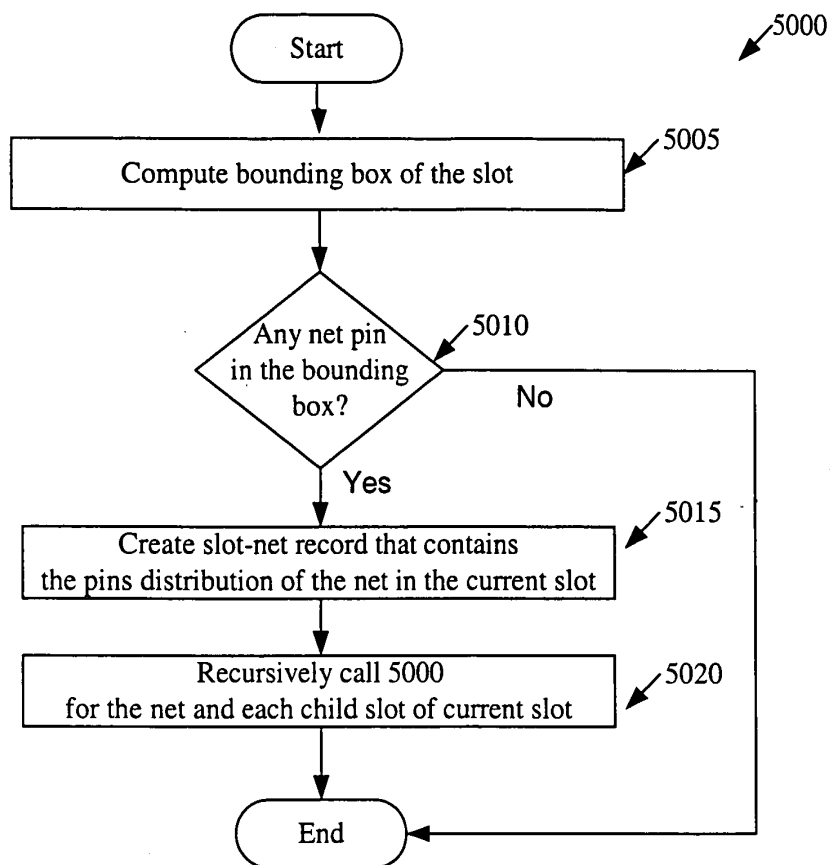 5000
Start
5005
Compute bounding box of the slot
5010
Any net pin
in the bounding
box?
No
Yes
5015
Create slot-net record that contains
the pins distribution of the net in the current slot
Recursively call 5000
5020
for the net and each child slot of current slot
End